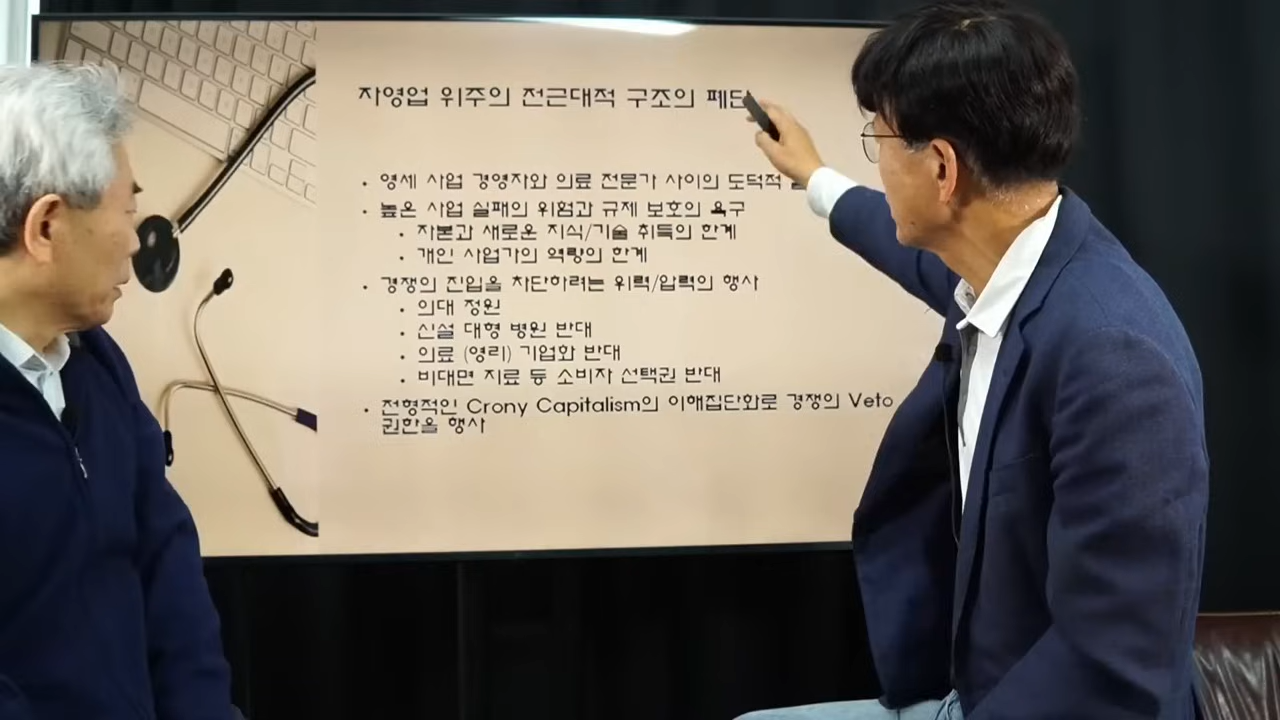 자영업 위주의 전근대적 구조의 폐단
• 영세 사업 경영자와 의료 전문가 사이의 도덕적
• 높은 사업 실패의 위험과 규제 보호의 욕구
• 자본과 새로운 지식/기술 취득의 한계
• 개인 사업가의 역량의 한계
• 경쟁의 진입을 차단하려는 위력/압력의 행사
• 의대 정원
• 신설 대형 병원 반대
• 의료 (영리) 기업화 반대
• 비대면 지료 등 소비자 선택권 반대
• 전형적인 Crony Capitalism의 이해집단화로 경쟁의 Veto
권한을 행사